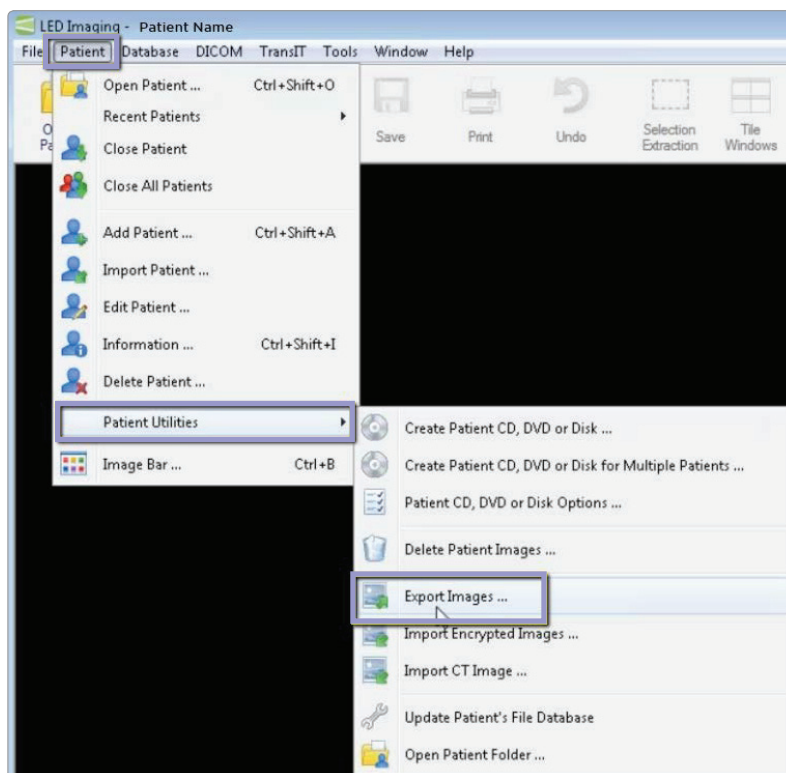 LED Imaging - Patient Name
File Patient Database DICOM TransIT Tools Window Help
Save Print Undo Selection Extraction Tile Windows
Open Patient ... Ctrl+Shift+O
Recent Patients
Close Patient
Close All Patients
Add Patient ... Ctrl+Shift+A
Import Patient ...
Edit Patient ...
Information ... Ctrl+Shift+I
Delete Patient ...
Patient Utilities
Image Bar ... Ctrl+B
Create Patient CD, DVD or Disk ...
Create Patient CD, DVD or Disk for Multiple Patients ...
Patient CD, DVD or Disk Options ...
Delete Patient Images ...
Export Images ...
Import Encrypted Images ...
Import CT Image ...
Update Patient's File Database
Open Patient Folder ...